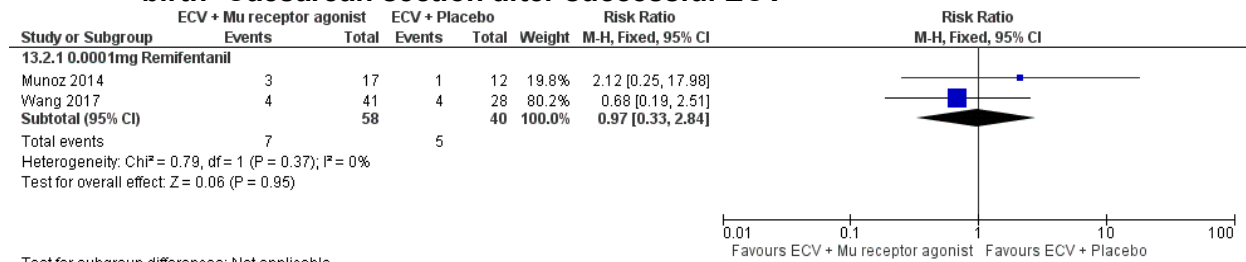 birth- Caesarean section after successful ECV
ECV + Mu receptor agonist ECV + Placebo Risk Ratio Risk Ratio
Study or Subgroup Events Total Events Total Weight M-H, Fixed, 95% CI M-H, Fixed, 95% CI
13.2.1 0.0001mg Remifentanil
Munoz 2014 3 17 1 12 19.8% 2.12 [0.25, 17.98]
Wang 2017 4 41 4 28 80.2% 0.68 [0.19, 2.51]
Subtotal (95% CI) 58 40 100.0% 0.97 [0.33, 2.84]
Total events 7 5
Heterogeneity: Chi² = 0.79, df = 1 (P = 0.37); I² = 0%
Test for overall effect: Z = 0.06 (P = 0.95)
0.01 0.1 1 10 100
Favours ECV + Mu receptor agonist Favours ECV + Placebo
Test for subgroup differences: Not applicable